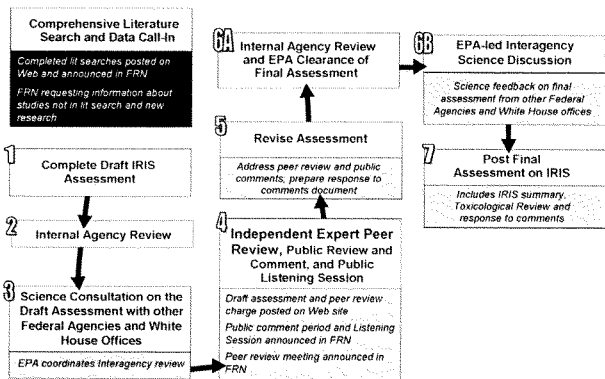 Comprehensive Literature
Search and Data Call-In
Completed lit searches posted on
Web and announced in FRN
FRN requesting information about
studies not in lit search and new
research
1
Complete Draft IRIS
Assessment
2
Internal Agency Review
3
Science Consultation on the
Draft Assessment with other
Federal Agencies and White
House Offices
EPA coordinates Interagency review
4
Independent Expert Peer
Review, Public Review and
Comment, and Public
Listening Session
Draft assessment and peer review
charge posted on Web site
Public comment period and Listening
Session announced in FRN
Peer review meeting announced in
FRN
5
Revise Assessment
Address peer review and public
comments; prepare response to
comments document
6A
Internal Agency Review
and EPA Clearance of
Final Assessment
6B
EPA-led Interagency
Science Discussion
Science feedback on final
assessment from other Federal
Agencies and White House offices
7
Post Final
Assessment on IRIS
Includes IRIS summary,
Toxicological Review and
response to comments